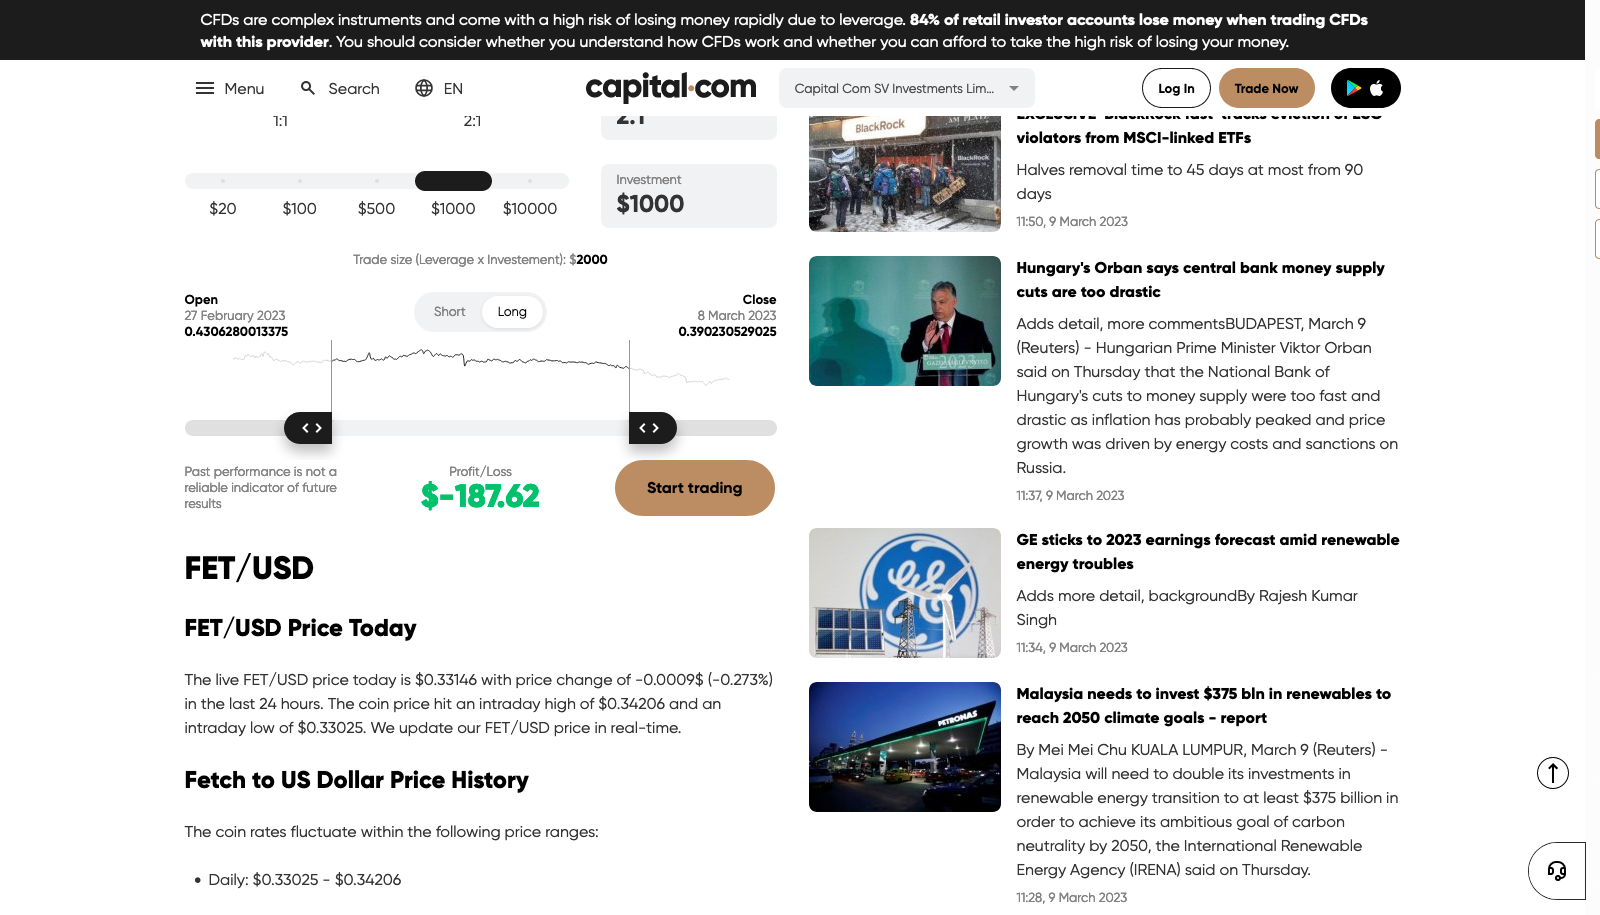 CFDs are complex instruments and come with a high risk of losing money rapidly due to leverage. 84% of retail investor accounts lose money when trading CFDs
with this provider. You should consider whether you understand how CFDs work and whether you can afford to take the high risk of losing your money.
Menu
Search
EN
capital.com
Capital Com SV Investments Lim...
Log In
Trade Now
1:1
2:1
2:1
$20
$100
$500
$1000
$10000
Investment
$1000
Trade size (Leverage x Investement): $2000
Open
27 February 2023
0.4306280013375
Short
Long
Close
8 March 2023
0.390230529025
Past performance is not a
reliable indicator of future
results
Profit/Loss
$-187.62
Start trading
FET/USD
FET/USD Price Today
The live FET/USD price today is $0.33146 with price change of -0.0009$ (-0.273%)
in the last 24 hours. The coin price hit an intraday high of $0.34206 and an
intraday low of $0.33025. We update our FET/USD price in real-time.
Fetch to US Dollar Price History
The coin rates fluctuate within the following price ranges:
Daily: $0.33025 - $0.34206
BlackRock
BlackRock
EXCLUSIVE-BlackRock fast-tracks eviction of ESG
violators from MSCI-linked ETFs
Halves removal time to 45 days at most from 90
days
11:50, 9 March 2023
Hungary's Orban says central bank money supply
cuts are too drastic
Adds detail, more commentsBUDAPEST, March 9
(Reuters) - Hungarian Prime Minister Viktor Orban
said on Thursday that the National Bank of
Hungary's cuts to money supply were too fast and
drastic as inflation has probably peaked and price
growth was driven by energy costs and sanctions on
Russia.
11:37, 9 March 2023
GE sticks to 2023 earnings forecast amid renewable
energy troubles
Adds more detail, backgroundBy Rajesh Kumar
Singh
11:34, 9 March 2023
PETRONAS
Malaysia needs to invest $375 bln in renewables to
reach 2050 climate goals - report
By Mei Mei Chu KUALA LUMPUR, March 9 (Reuters) -
Malaysia will need to double its investments in
renewable energy transition to at least $375 billion in
order to achieve its ambitious goal of carbon
neutrality by 2050, the International Renewable
Energy Agency (IRENA) said on Thursday.
11:28, 9 March 2023